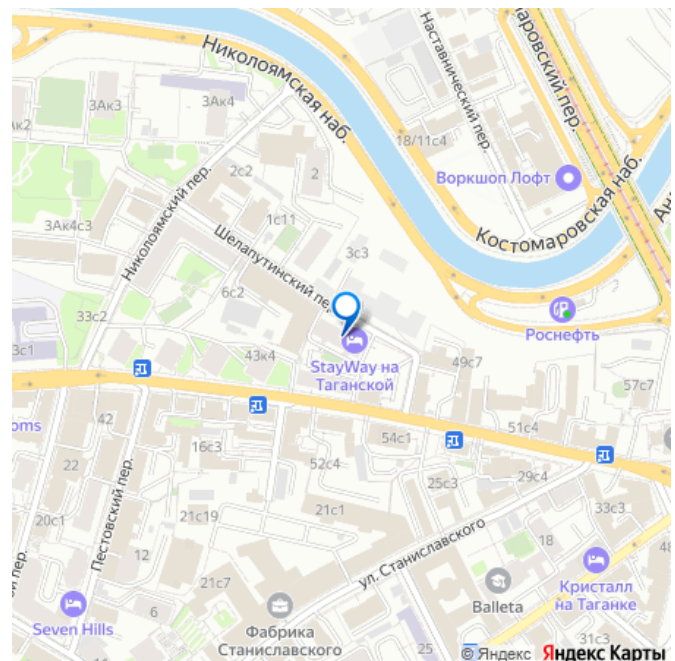 Николоямская наб.
Наставнический пер.
Костомаровская наб.
3Ак3
3Ак4
18/11с4
Воркшоп Лофт
2с2
2
1с11
3с3
3Ак4с3
Николоямский пер.
Шелапутинский пер.
6с2
33с2
3с1
43к4
StayWay на
Таганской
Роснефть
49с7
57с7
oms
42
16с3
52с4
54с1
51с4
22
25с3
29с4
33с3
20с1
Пестовский пер.
21с19
21с1
12
18
ул. Станиславского
21с7
Balleta
Кристалл
на Таганке
6
Seven Hills
Фабрика
Станиславского
25
31с3
пер.
© Яндекс Яндекс Карты